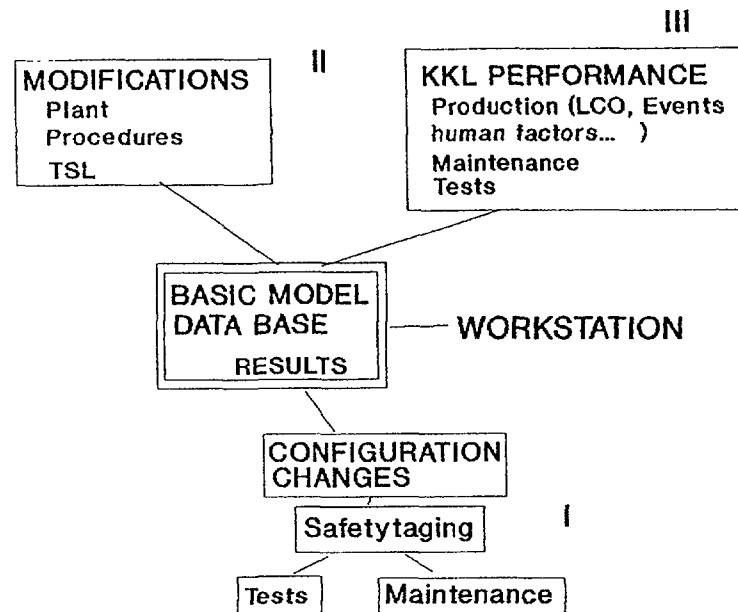 III
II
MODIFICATIONS
Plant
Procedures
TSL
KKL PERFORMANCE
Production (LCO, Events
human factors... )
Maintenance
Tests
BASIC MODEL
DATA BASE
RESULTS
WORKSTATION
CONFIGURATION
CHANGES
Safetytaging
I
Tests
Maintenance